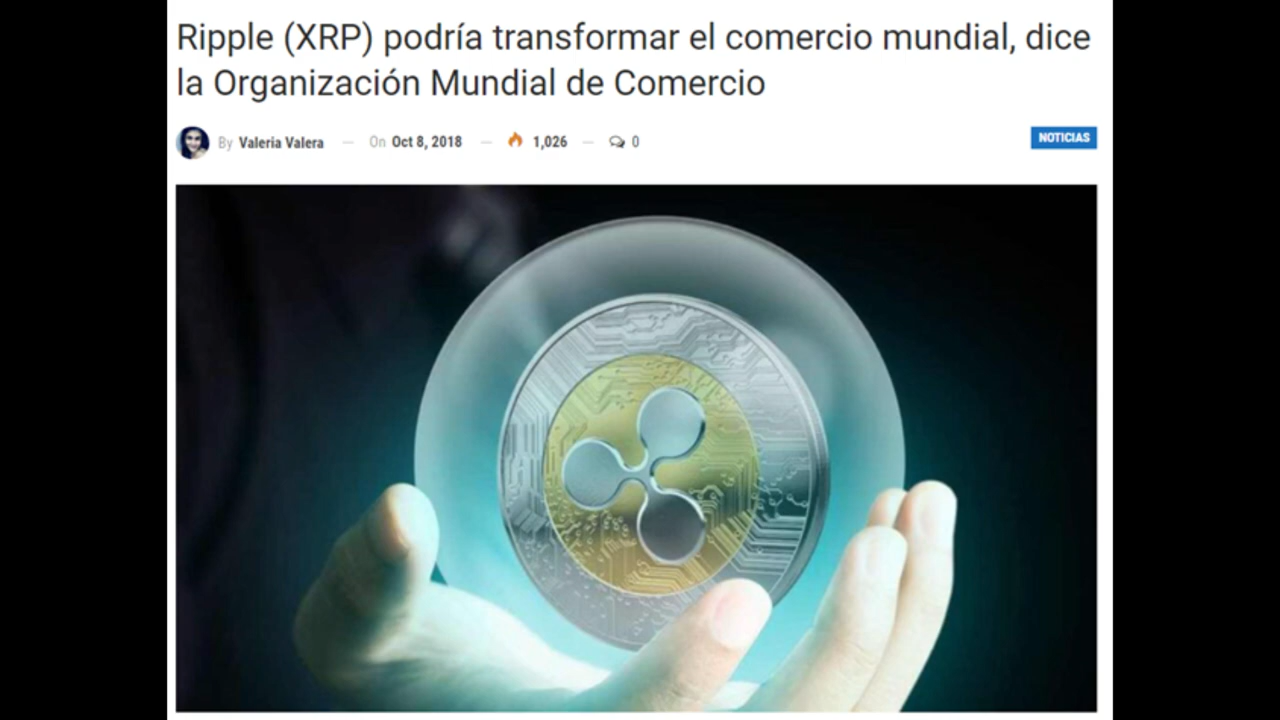 Ripple (XRP) podría transformar el comercio mundial, dice
la Organización Mundial de Comercio
By Valeria Valera — On Oct 8, 2018 — 1,026 — 0
NOTICIAS